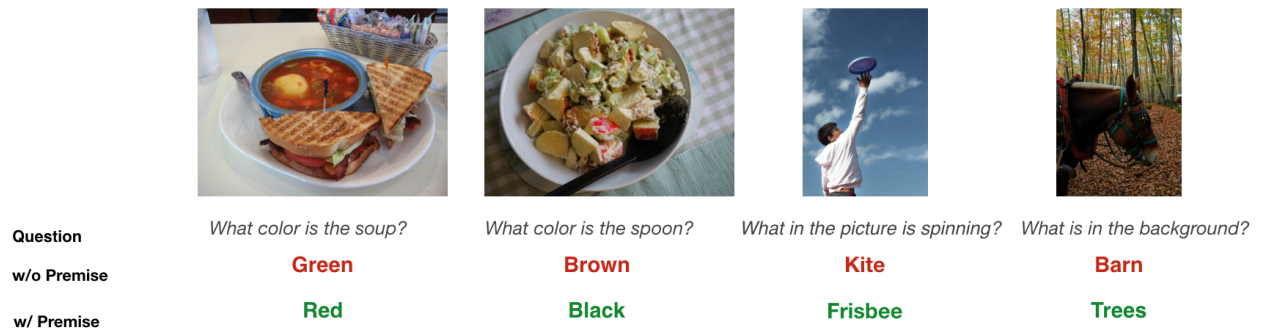 Question
What color is the soup?
What color is the spoon?
What in the picture is spinning?
What is in the background?
w/o Premise
Green
Brown
Kite
Barn
w/ Premise
Red
Black
Frisbee
Trees